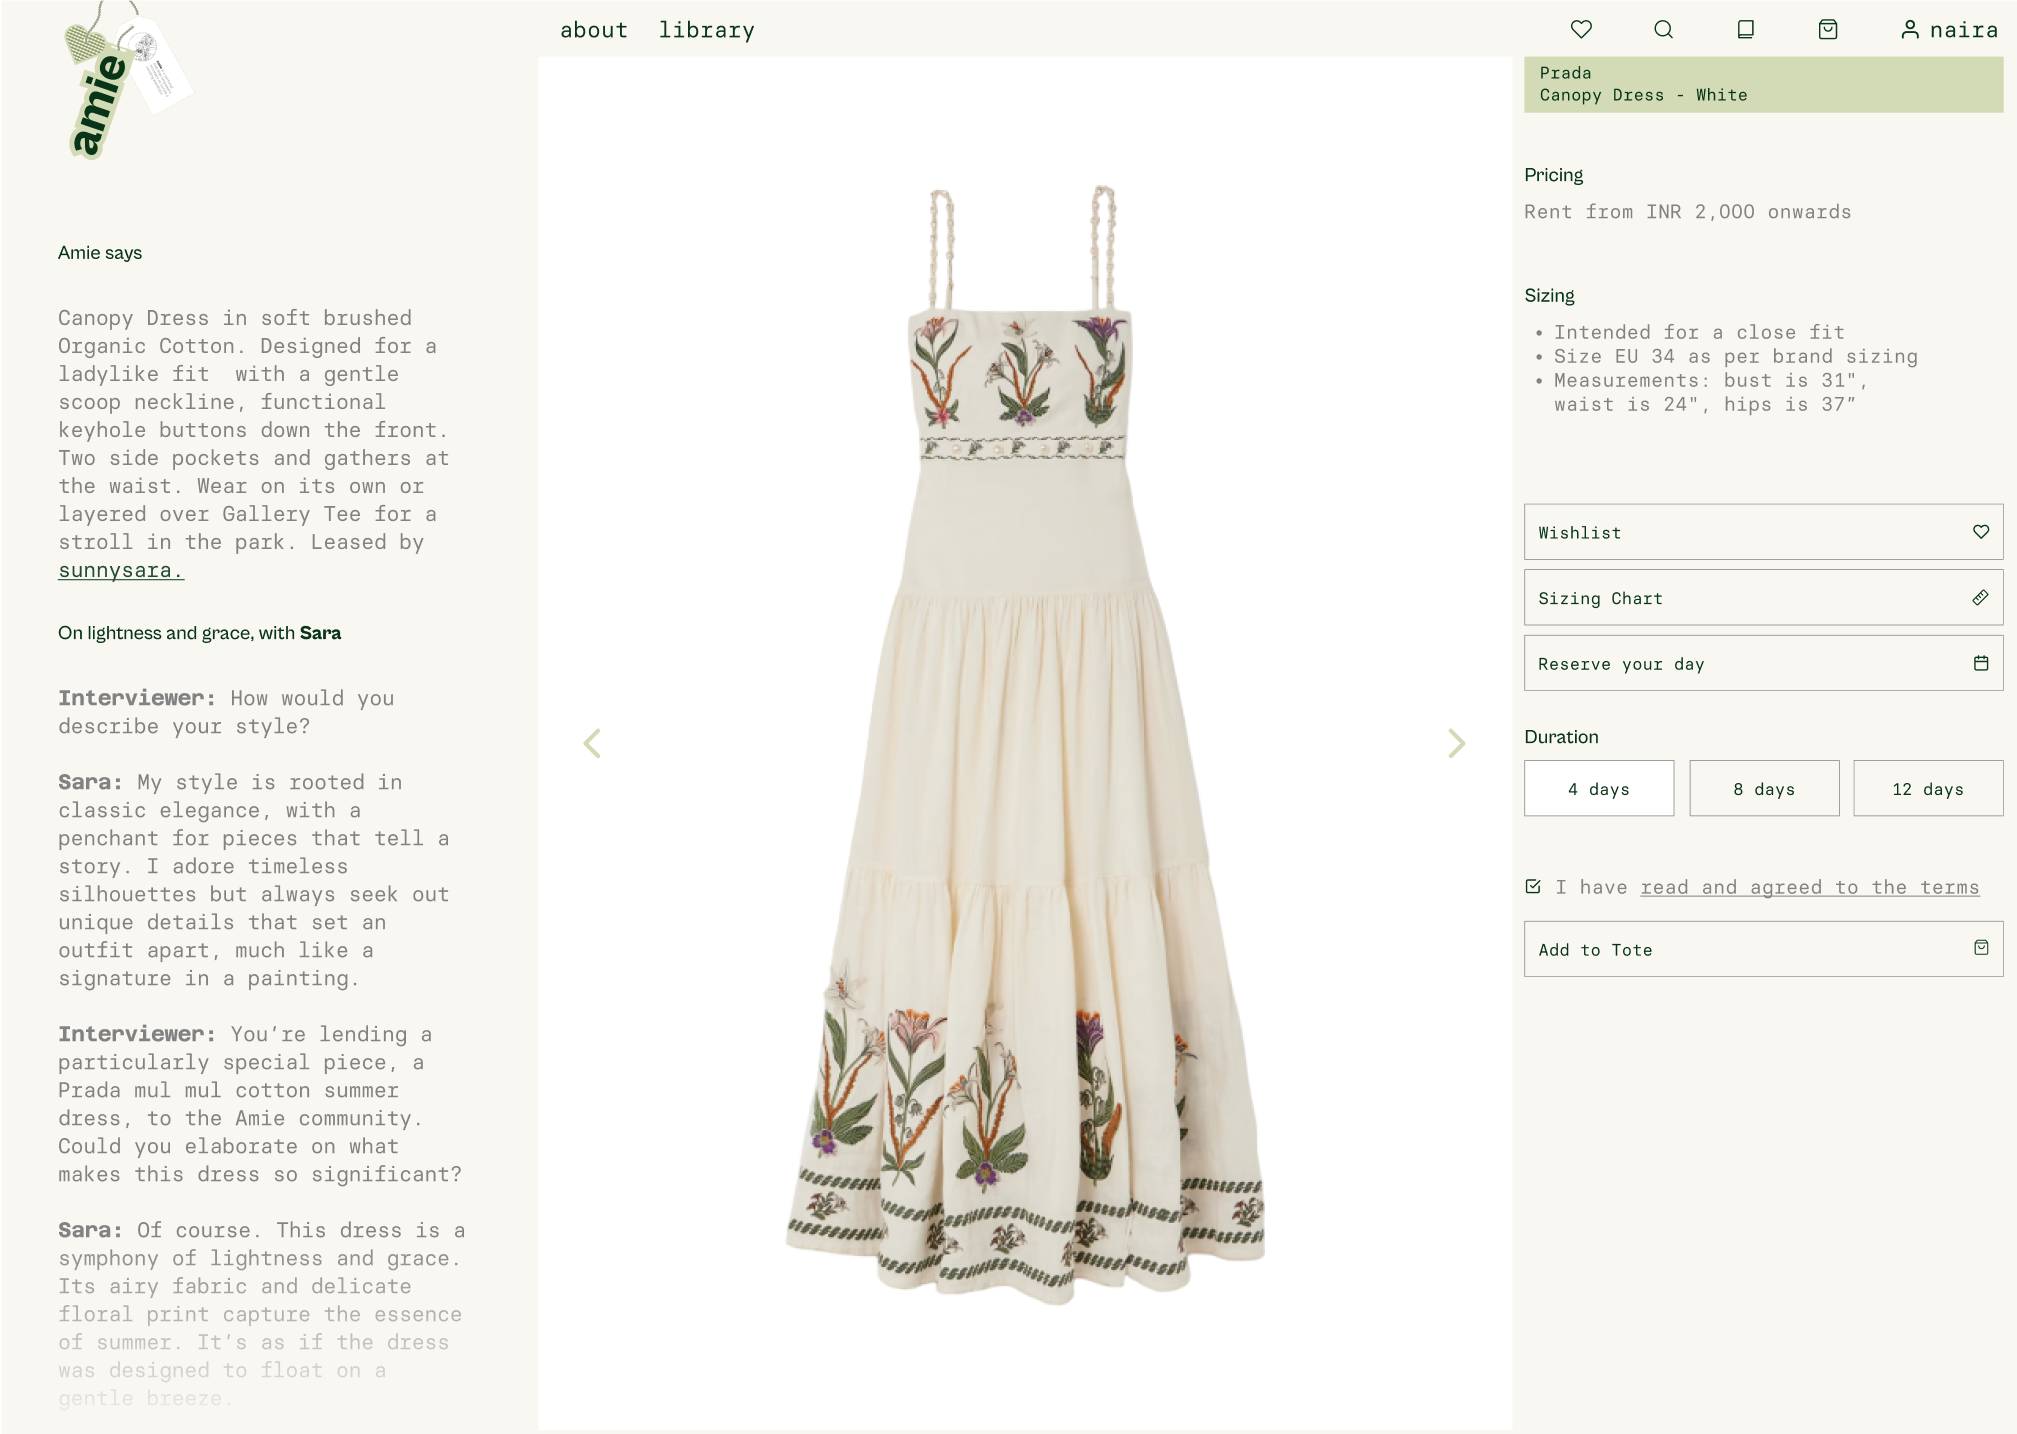 amie
about library
naira
Amie says
Canopy Dress in soft brushed
Organic Cotton. Designed for a
ladylike fit  with a gentle
scoop neckline, functional
keyhole buttons down the front.
Two side pockets and gathers at
the waist. Wear on its own or
layered over Gallery Tee for a
stroll in the park. Leased by
sunnysara.
On lightness and grace, with Sara
Interviewer: How would you
describe your style?
Sara: My style is rooted in
classic elegance, with a
penchant for pieces that tell a
story. I adore timeless
silhouettes but always seek out
unique details that set an
outfit apart, much like a
signature in a painting.
Interviewer: You’re lending a
particularly special piece, a
Prada mul mul cotton summer
dress, to the Amie community.
Could you elaborate on what
makes this dress so significant?
Sara: Of course. This dress is a
symphony of lightness and grace.
Its airy fabric and delicate
floral print capture the essence
of summer. It’s as if the dress
was designed to float on a
gentle breeze.
Prada
Canopy Dress - White
Pricing
Rent from INR 2,000 onwards
Sizing
• Intended for a close fit
• Size EU 34 as per brand sizing
• Measurements: bust is 31",
waist is 24", hips is 37”
Wishlist
Sizing Chart
Reserve your day
Duration
4 days
8 days
12 days
I have read and agreed to the terms
Add to Tote